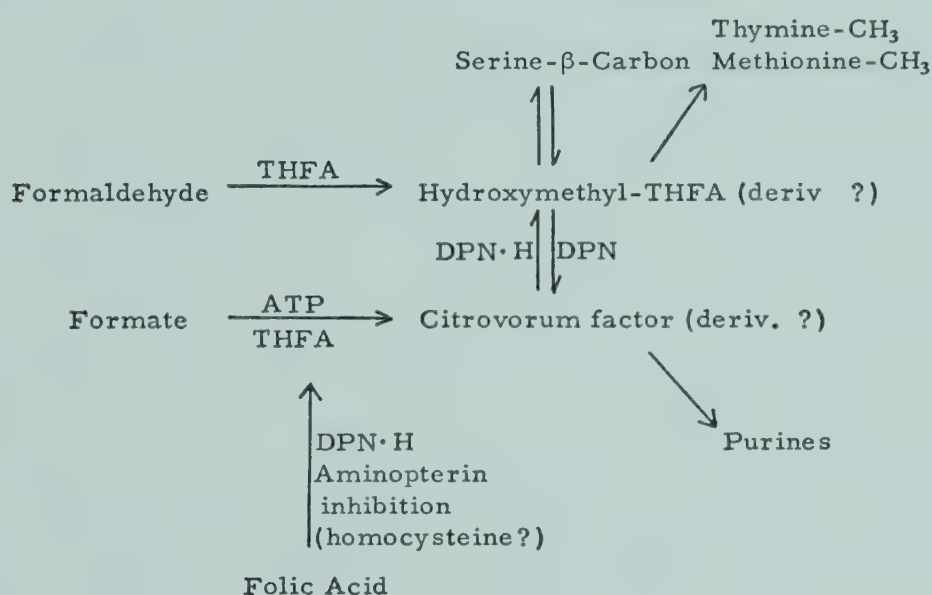 Thymine-CH₃
Serine-β-Carbon Methionine-CH₃
THFA
Formaldehyde Hydroxymethyl-THFA (deriv ?)
DPN·H DPN
ATP
Formate Citrovorum factor (deriv. ?)
THFA
DPN·H
Purines
Aminopterin
inhibition
(homocysteine?)
Folic Acid